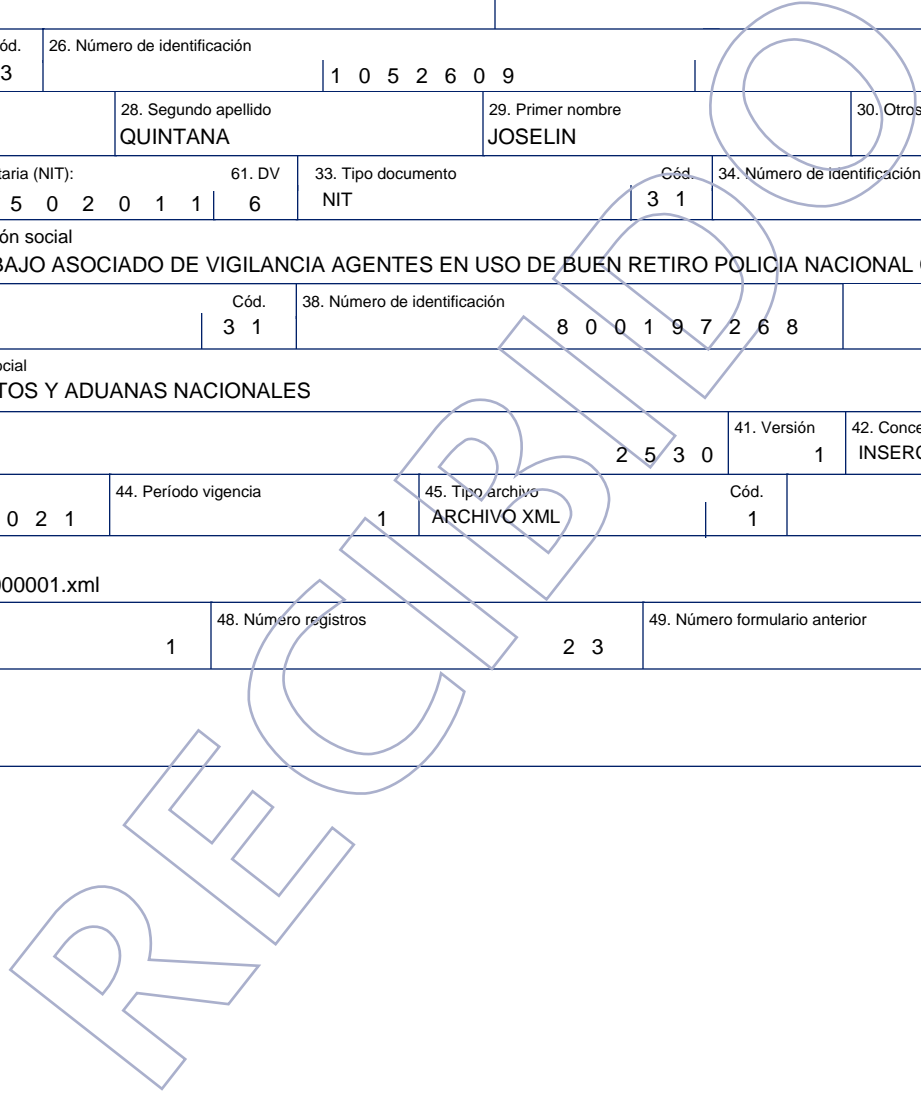 ód. 26. Número de identificación
3 1 0 5 2 6 0 9
28. Segundo apellido 29. Primer nombre 30. Otros
QUINTANA JOSELIN
taria (NIT): 61. DV 33. Tipo documento Cód. 34. Número de identificación
5 0 2 0 1 1 6 NIT 3 1
ón social
BAJO ASOCIADO DE VIGILANCIA AGENTES EN USO DE BUEN RETIRO POLICIA NACIONAL
Cód. 38. Número de identificación
3 1 8 0 0 1 9 7 2 6 8
ocial
TOS Y ADUANAS NACIONALES
41. Versión 42. Conce
2 5 3 0 1 INSERC
44. Período vigencia 45. Tipo archivo Cód.
0 2 1 1 ARCHIVO XML 1
000001.xml
48. Número registros 49. Número formulario anterior
1 2 3
RECIBIDO